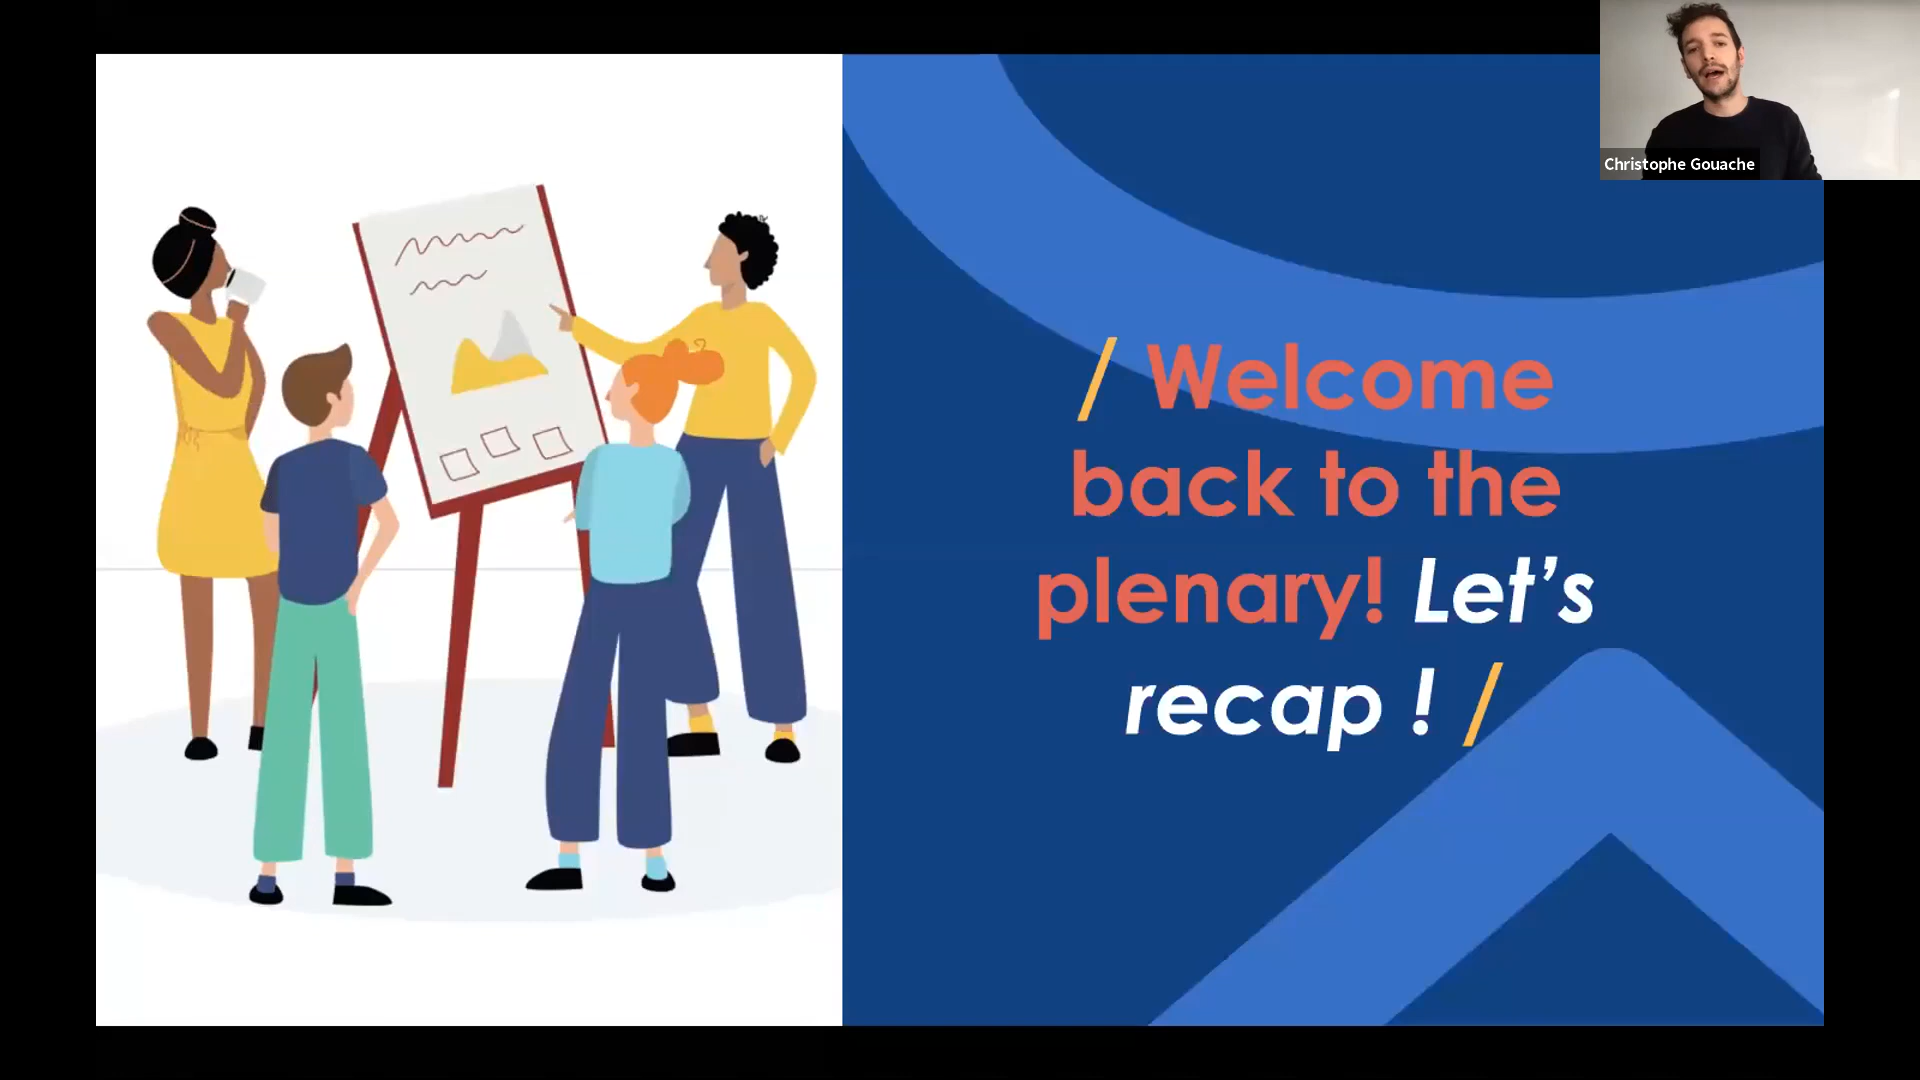 Christophe Gouache
/ Welcome
back to the
plenary! Let’s
recap ! /